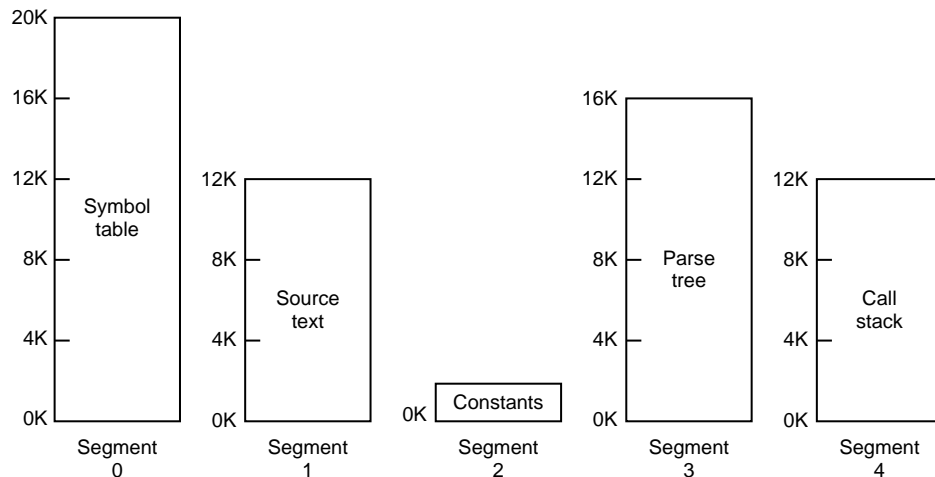 20K
16K
12K
8K
4K
0K
Symbol
table
Segment
0
12K
8K
4K
0K
Source
text
Segment
1
0K
Constants
Segment
2
16K
12K
8K
4K
0K
Parse
tree
Segment
3
12K
8K
4K
0K
Call
stack
Segment
4